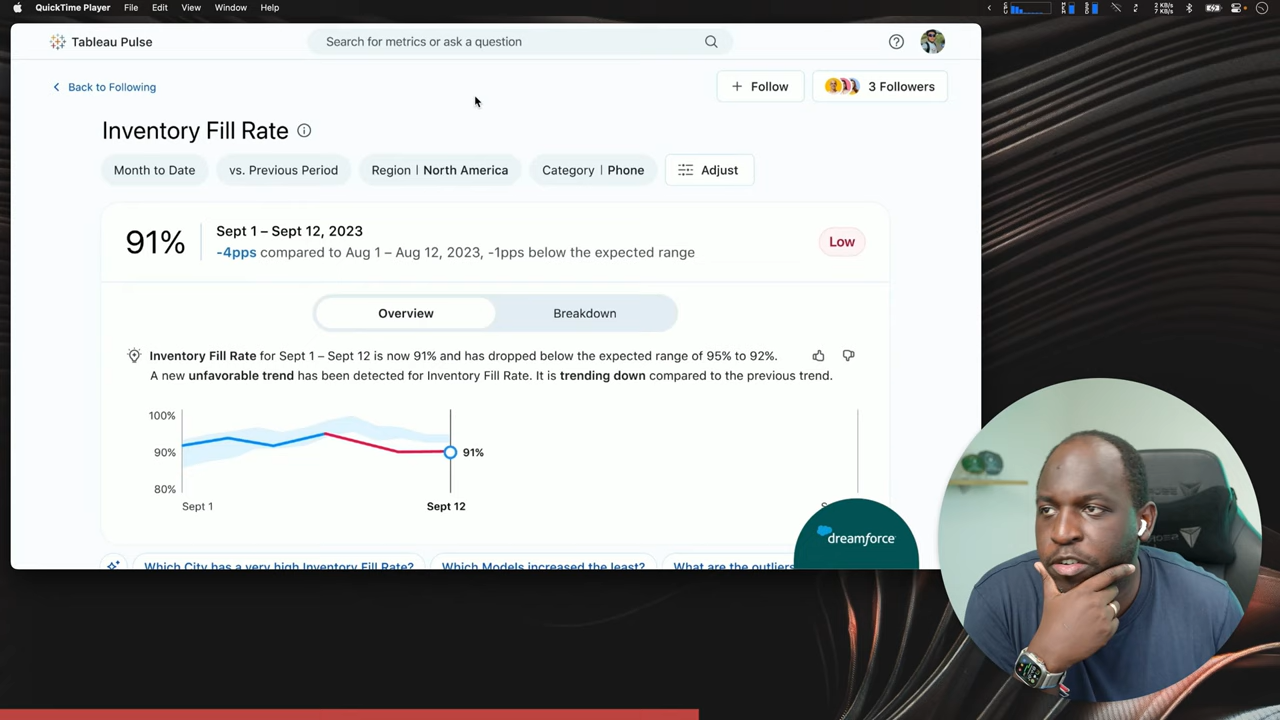 QuickTime Player File Edit View Window Help
2 KB/s
7 KB/s
Tableau Pulse
Search for metrics or ask a question
Back to Following
Follow
3 Followers
Inventory Fill Rate
Month to Date
vs. Previous Period
Region | North America
Category | Phone
Adjust
91%
Sept 1 – Sept 12, 2023
-4pps compared to Aug 1 – Aug 12, 2023, -1pps below the expected range
Low
Overview
Breakdown
Inventory Fill Rate for Sept 1 – Sept 12 is now 91% and has dropped below the expected range of 95% to 92%.
A new unfavorable trend has been detected for Inventory Fill Rate. It is trending down compared to the previous trend.
100%
90%
80%
91%
Sept 1
Sept 12
dreamforce
Which City has a very high Inventory Fill Rate?
Which Models increased the least?
What are the outliers